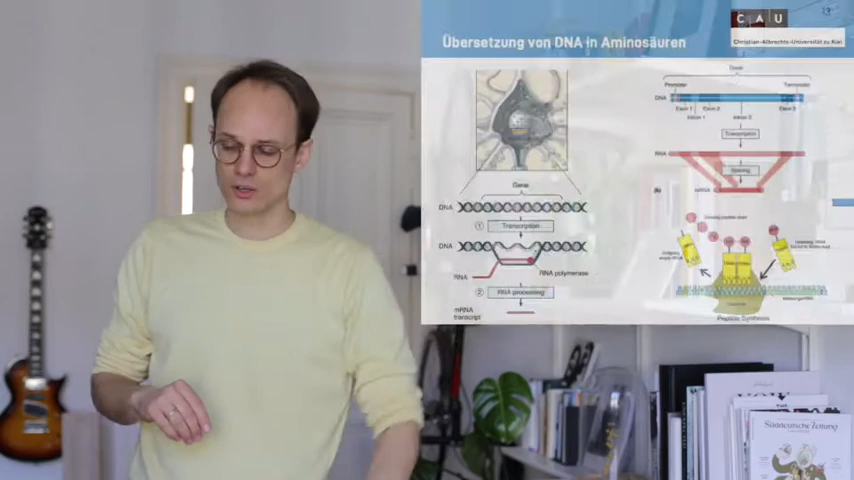 CAU
Christian-Albrechts-Universität zu Kiel
Übersetzung von DNA in Aminosäuren
Gene
DNA
① Transcription
DNA
RNA
RNA polymerase
② RNA processing
mRNA
transcript
Promoter
DNA
Exon 1
Exon 2
Exon 3
Intron 1
Intron 2
Transcription
RNA
Splicing
mRNA
(b)
Peptide Synthesis
Süddeutsche Zeitung